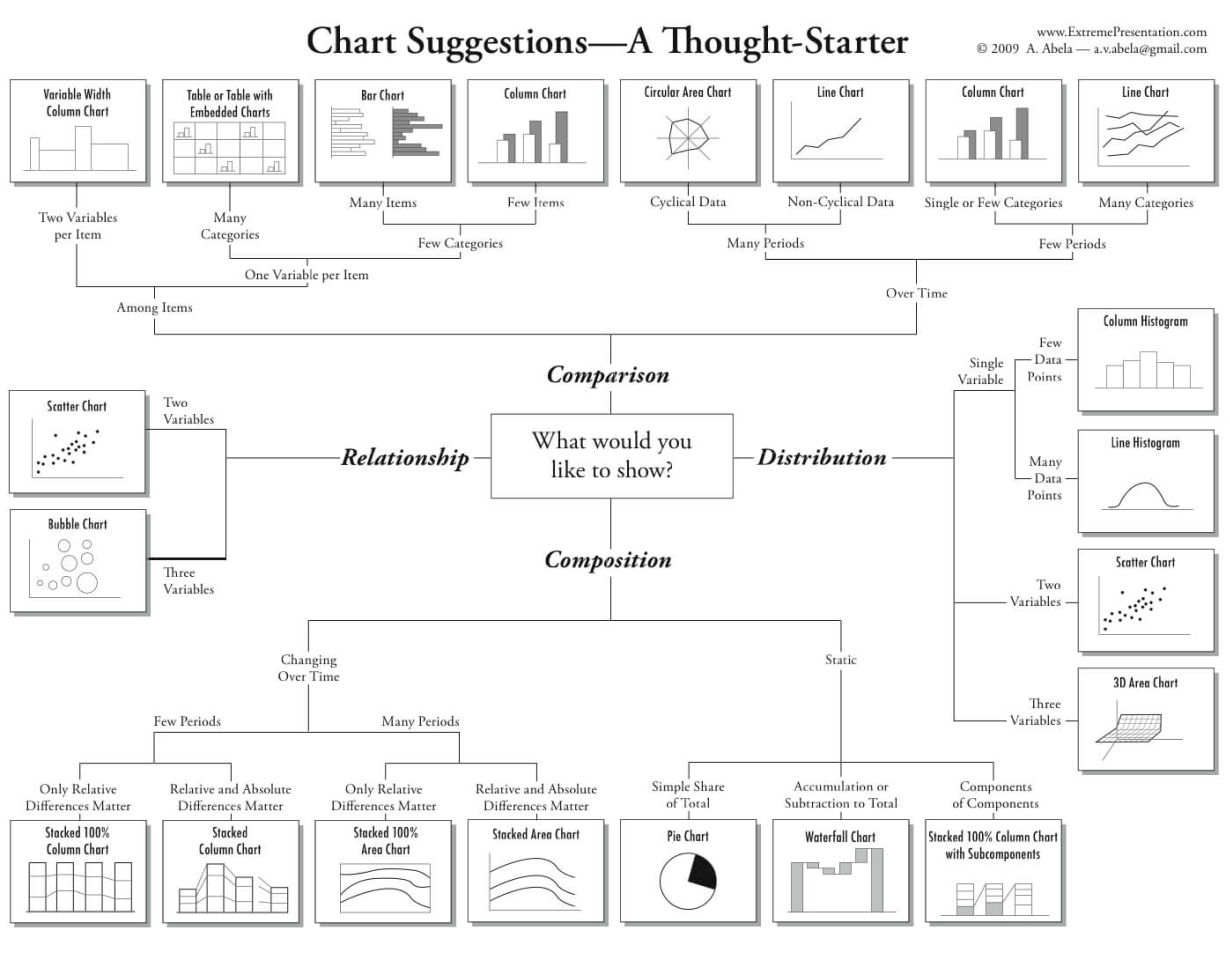 Chart Suggestions—A Thought-Starter
www.ExtremePresentation.com
© 2009 A. Abela — a.v.abela@gmail.com
Variable Width
Column Chart
Table or Table with
Embedded Charts
Bar Chart
Column Chart
Circular Area Chart
Line Chart
Column Chart
Line Chart
Two Variables
per Item
Many
Categories
Many Items
Few Items
Cyclical Data
Non-Cyclical Data
Single or Few Categories
Many Categories
Few Categories
Many Periods
Few Periods
One Variable per Item
Among Items
Over Time
Comparison
What would you
like to show?
Relationship
Two
Variables
Scatter Chart
Bubble Chart
Three
Variables
Distribution
Single
Variable
Few
Data
Points
Column Histogram
Many
Data
Points
Line Histogram
Two
Variables
Scatter Chart
Three
Variables
3D Area Chart
Composition
Changing
Over Time
Static
Few Periods
Many Periods
Only Relative
Differences Matter
Relative and Absolute
Differences Matter
Only Relative
Differences Matter
Relative and Absolute
Differences Matter
Simple Share
of Total
Accumulation or
Subtraction to Total
Components
of Components
Stacked 100%
Column Chart
Stacked
Column Chart
Stacked 100%
Area Chart
Stacked Area Chart
Pie Chart
Waterfall Chart
Stacked 100% Column Chart
with Subcomponents